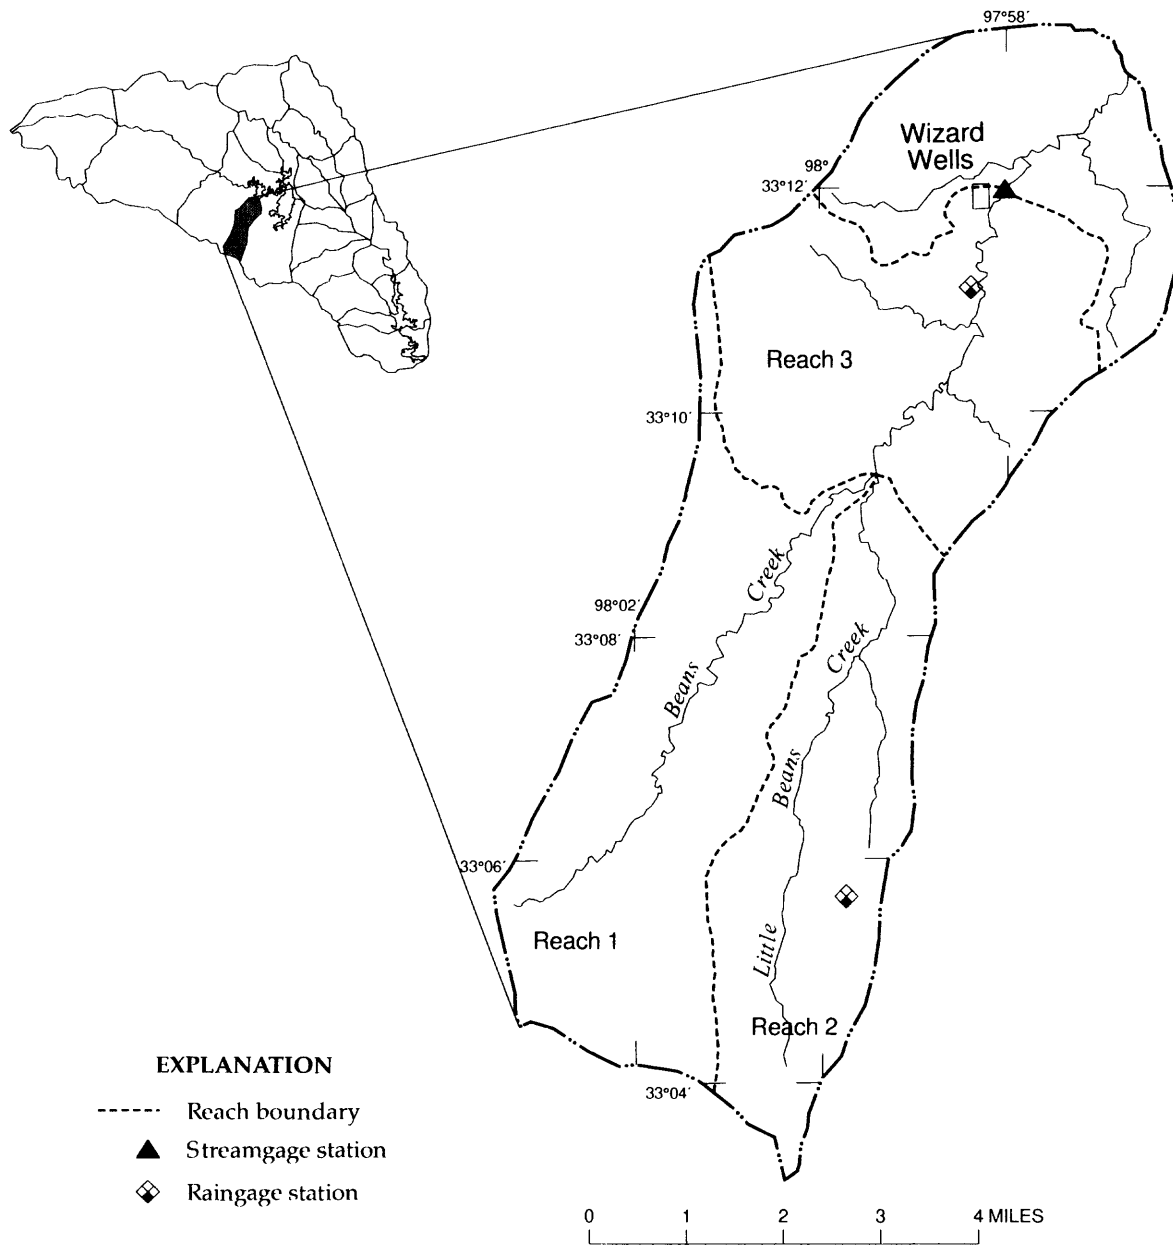 97°58′
Wizard
Wells
98°
33°12′
Reach 3
33°10′
Creek
98°02′
33°08′
Creek
Beans
Beans
33°06′
Reach 1
Little
Reach 2
33°04′
EXPLANATION
Reach boundary
Streamgage station
Raingage station
0 1 2 3 4 MILES